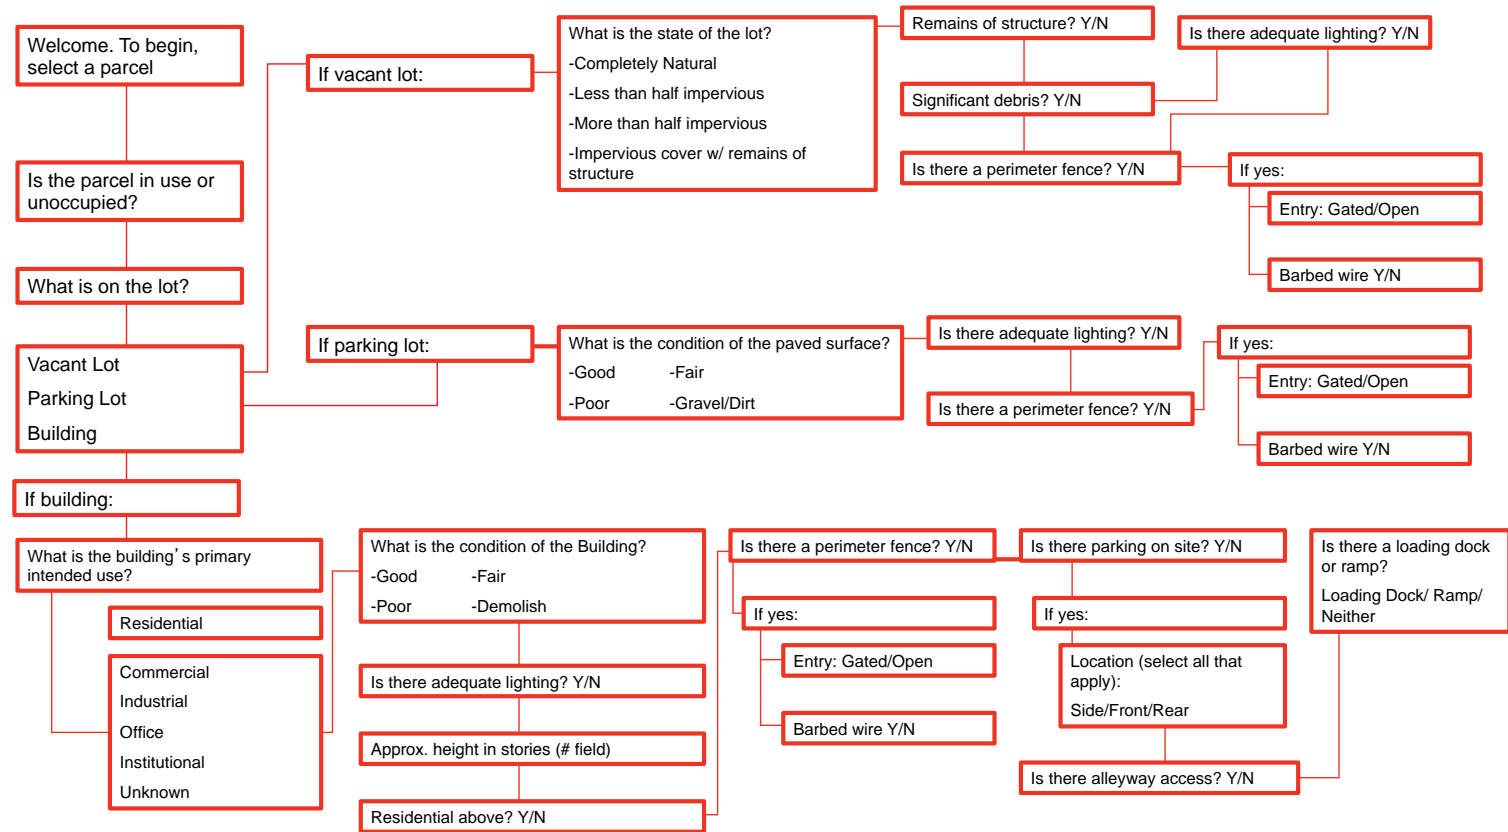 Welcome. To begin,
select a parcel
Is the parcel in use or
unoccupied?
What is on the lot?
Vacant Lot
Parking Lot
Building
If vacant lot:
What is the state of the lot?
-Completely Natural
-Less than half impervious
-More than half impervious
-Impervious cover w/ remains of
structure
Remains of structure? Y/N
Significant debris? Y/N
Is there adequate lighting? Y/N
Is there a perimeter fence? Y/N
If yes:
Entry: Gated/Open
Barbed wire Y/N
If parking lot:
What is the condition of the paved surface?
-Good -Fair
-Poor -Gravel/Dirt
Is there adequate lighting? Y/N
Is there a perimeter fence? Y/N
If yes:
Entry: Gated/Open
Barbed wire Y/N
If building:
What is the building's primary
intended use?
Residential
Commercial
Industrial
Office
Institutional
Unknown
What is the condition of the Building?
-Good -Fair
-Poor -Demolish
Is there adequate lighting? Y/N
Approx. height in stories (# field)
Residential above? Y/N
Is there a perimeter fence? Y/N
If yes:
Entry: Gated/Open
Barbed wire Y/N
Is there parking on site? Y/N
If yes:
Location (select all that
apply):
Side/Front/Rear
Is there alleyway access? Y/N
Is there a loading dock
or ramp?
Loading Dock/ Ramp/
Neither